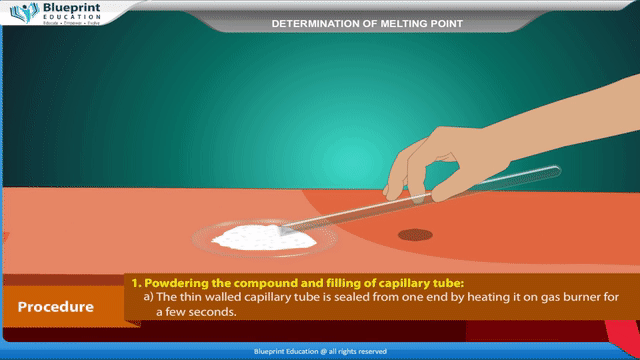 Blueprint
EDUCATION
Educate • Empower • Evolve
DETERMINATION OF MELTING POINT
1. Powdering the compound and filling of capillary tube:
a) The thin walled capillary tube is sealed from one end by heating it on gas burner for
a few seconds.
Procedure
Blueprint Education @ all rights reserved